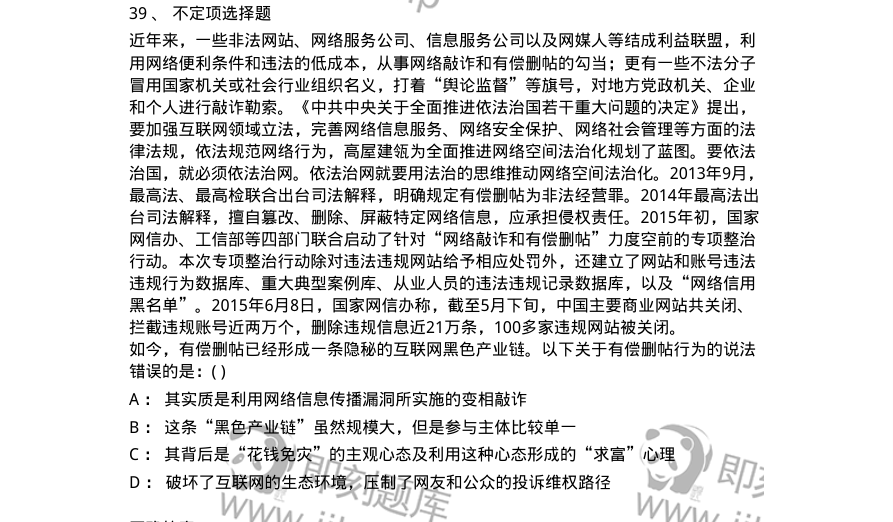 39 、 不定项选择题
近年来，一些非法网站、网络服务公司、信息服务公司以及网媒人等结成利益联盟，利
用网络便利条件和违法的低成本，从事网络敲诈和有偿删帖的勾当；更有一些不法分子
冒用国家机关或社会行业组织名义，打着“舆论监督”等旗号，对地方党政机关、企业
和个人进行敲诈勒索。《中共中央关于全面推进依法治国若干重大问题的决定》提出，
要加强互联网领域立法，完善网络信息服务、网络安全保护、网络社会管理等方面的法
律法规，依法规范网络行为，高屋建瓴为全面推进网络空间法治化规划了蓝图。要依法
治国，就必须依法治网。依法治网就要用法治的思维推动网络空间法治化。2013年9月，
最高法、最高检联合出台司法解释，明确规定有偿删帖为非法经营罪。2014年最高法出
台司法解释，擅自篡改、删除、屏蔽特定网络信息，应承担侵权责任。2015年初，国家
网信办、工信部等四部门联合启动了针对“网络敲诈和有偿删帖”力度空前的专项整治
行动。本次专项整治行动除对违法违规网站给予相应处罚外，还建立了网站和账号违法
违规行为数据库、重大典型案例库、从业人员的违法违规记录数据库，以及“网络信用
黑名单”。2015年6月8日，国家网信办称，截至5月下旬，中国主要商业网站共关闭、
拦截违规账号近两万个，删除违规信息近21万条，100多家违规网站被关闭。
如今，有偿删帖已经形成一条隐秘的互联网黑色产业链。以下关于有偿删帖行为的说法
错误的是：( )
A ： 其实质是利用网络信息传播漏洞所实施的变相敲诈
B ： 这条“黑色产业链”虽然规模大，但是参与主体比较单一
C ： 其背后是“花钱免灾”的主观心态及利用这种心态形成的“求富”心理
D ： 破坏了互联网的生态环境，压制了网友和公众的投诉维权路径
即刻题库
即刻